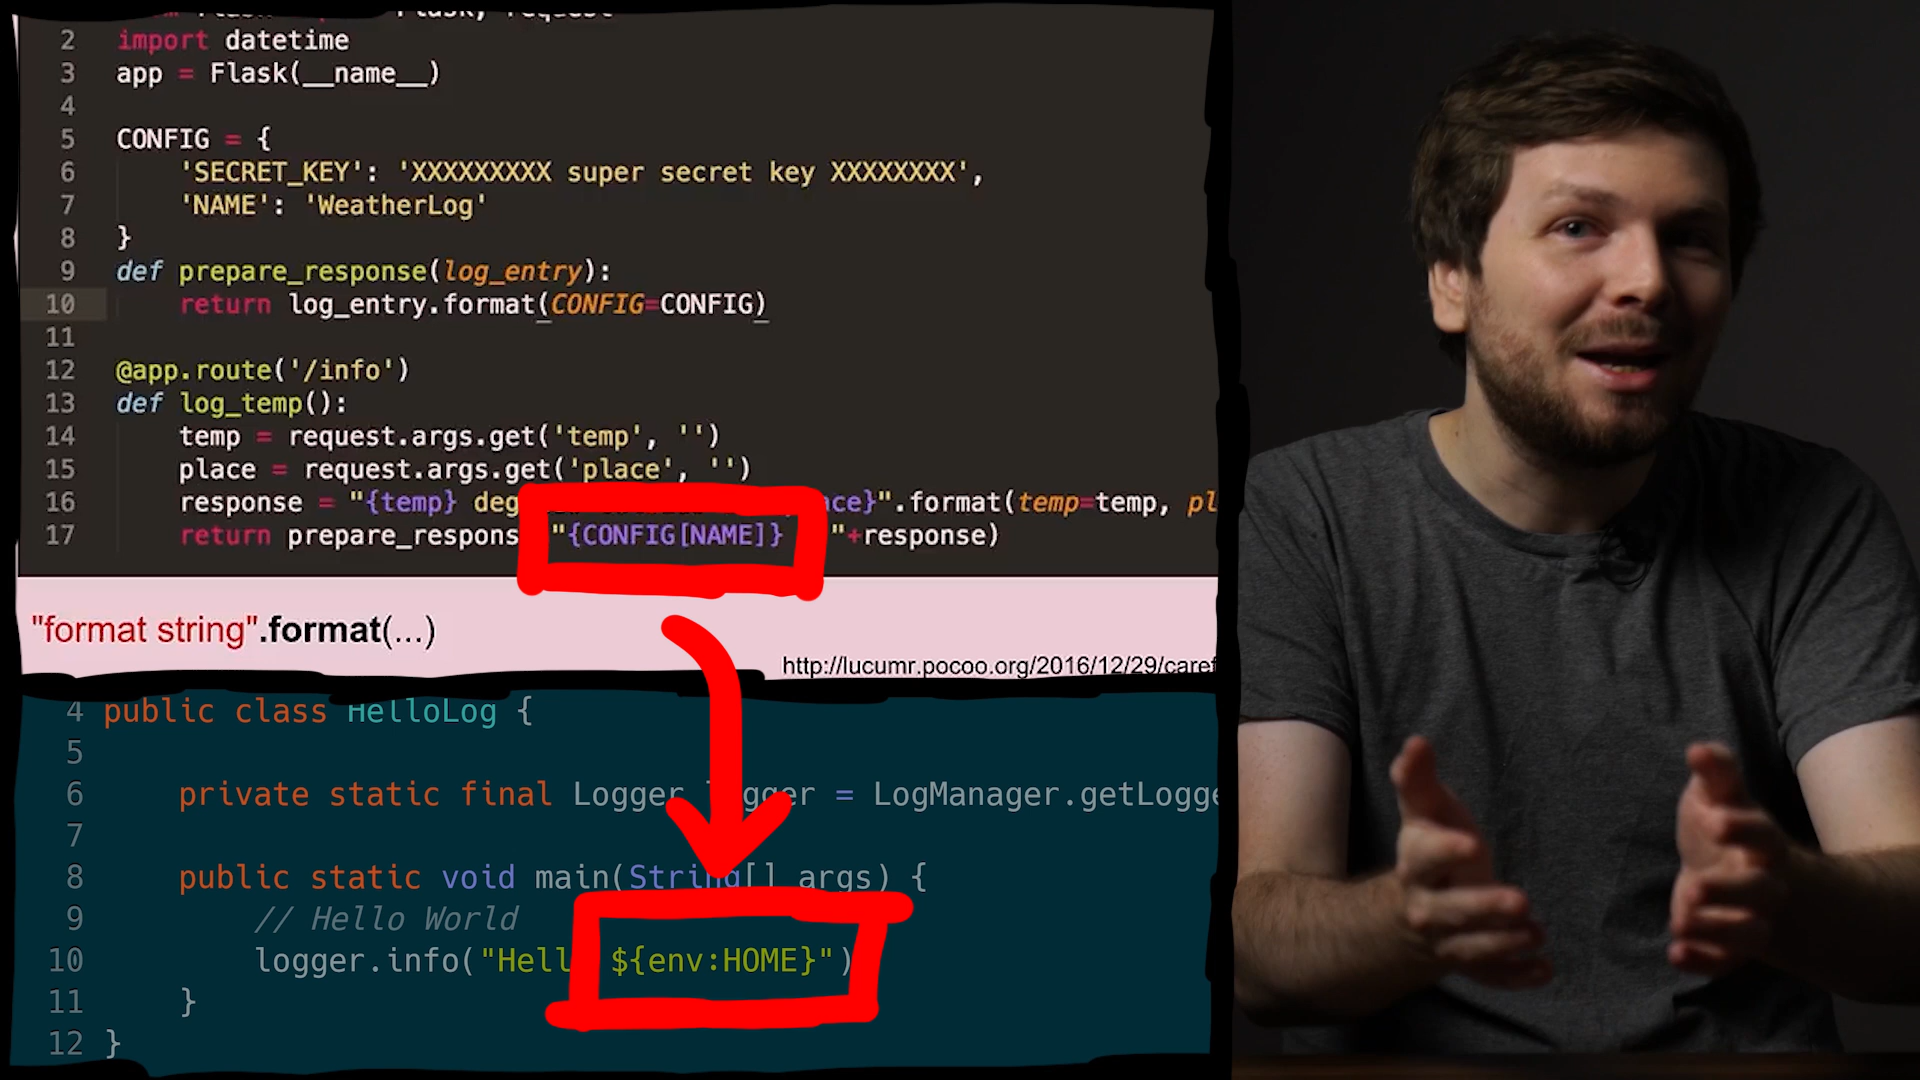 2 import datetime
3 app = Flask(__name__)
4
5 CONFIG = {
6 'SECRET_KEY': 'XXXXXXXXX super secret key XXXXXXXX',
7 'NAME': 'WeatherLog'
8 }
9 def prepare_response(log_entry):
10 return log_entry.format(CONFIG=CONFIG)
11
12 @app.route('/info')
13 def log_temp():
14 temp = request.args.get('temp', '')
15 place = request.args.get('place', '')
16 response = "{temp} deg ace}".format(temp=temp, pl
17 return prepare_respons "{CONFIG[NAME]} "+response)
"format string".format(...)
http://lucumr.pocoo.org/2016/12/29/caref
4 public class HelloLog {
5
6 private static final Logger logger = LogManager.getLogge
7
8 public static void main(String[] args) {
9 // Hello World
10 logger.info("Hell ${env:HOME}")
11 }
12 }